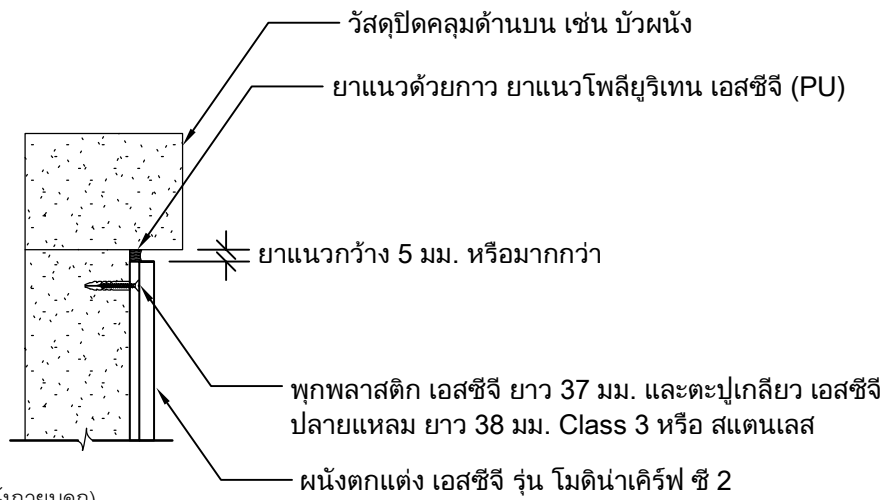 วัสดุปิดคลุมด้านบน เช่น บัวผนัง
ยาแนวด้วยกาว ยาแนวโพลียูริเทน เอสซีจี (PU)
ยาแนวกว้าง 5 มม. หรือมากกว่า
พุกพลาสติก เอสซีจี ยาว 37 มม. และตะปูเกลียว เอสซีจี
ปลายแหลม ยาว 38 มม. Class 3 หรือ สแตนเลส
ผนังตกแต่ง เอสซีจี รุ่น โมดิน่าเคิร์ฟ ซี 2